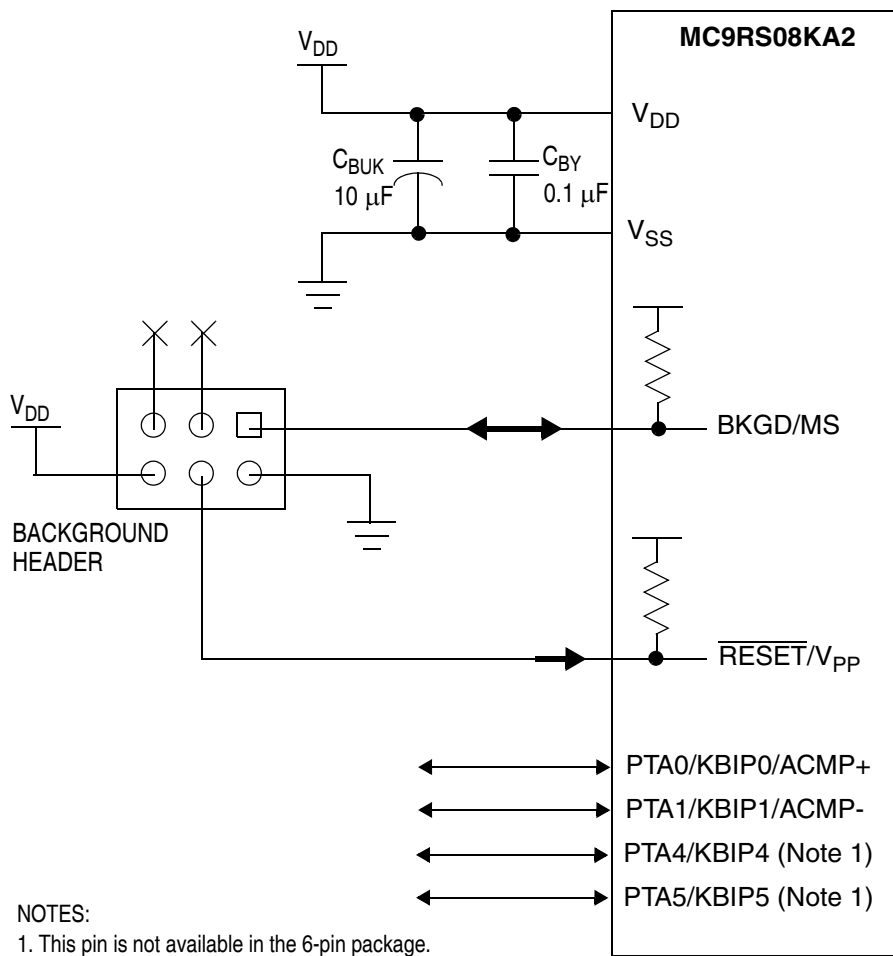 MC9RS08KA2
VDD
VDD
CBUK
10 μF
CBY
0.1 μF
VSS
VDD
BKGD/MS
BACKGROUND
HEADER
RESET/VPP
PTA0/KBIP0/ACMP+
PTA1/KBIP1/ACMP-
PTA4/KBIP4 (Note 1)
PTA5/KBIP5 (Note 1)
NOTES:
1. This pin is not available in the 6-pin package.